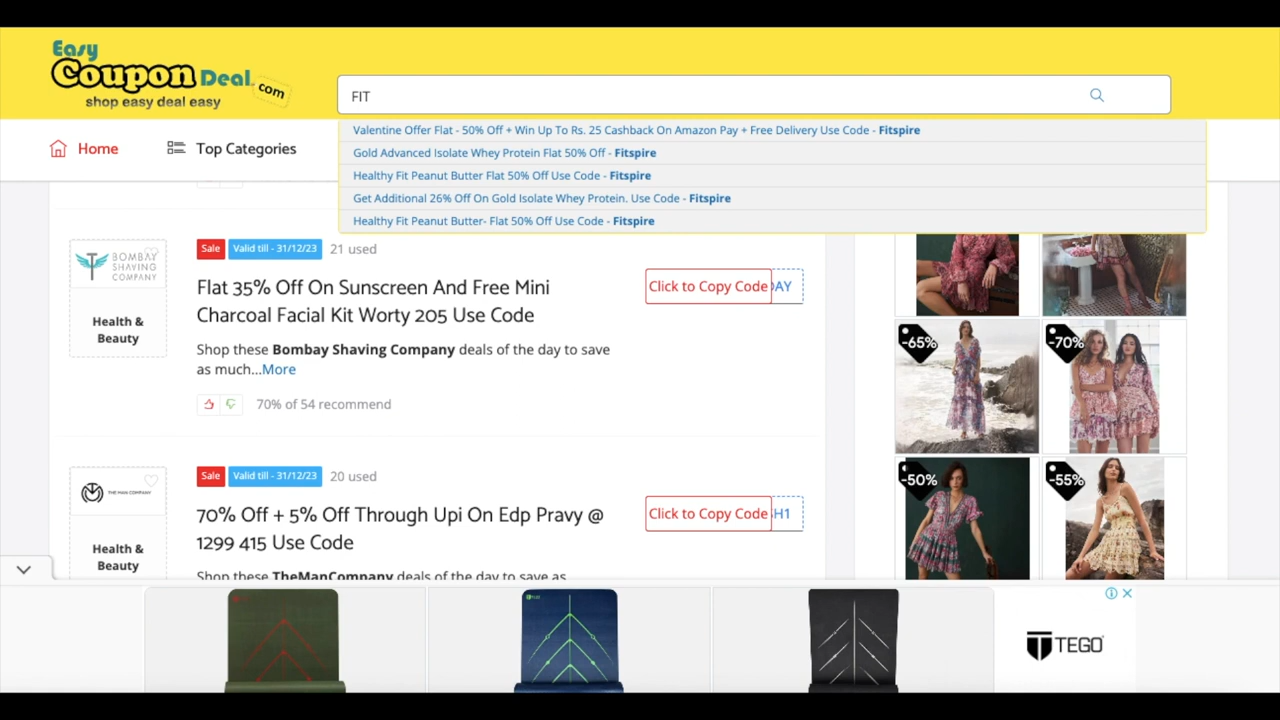 Easy
Coupon Deal.com
shop easy deal easy
FIT
Valentine Offer Flat - 50% Off + Win Up To Rs. 25 Cashback On Amazon Pay + Free Delivery Use Code - Fitspire
Gold Advanced Isolate Whey Protein Flat 50% Off - Fitspire
Healthy Fit Peanut Butter Flat 50% Off Use Code - Fitspire
Get Additional 26% Off On Gold Isolate Whey Protein. Use Code - Fitspire
Healthy Fit Peanut Butter- Flat 50% Off Use Code - Fitspire
Home
Top Categories
BOMBAY
SHAVING
COMPANY
Health &
Beauty
Sale Valid till - 31/12/23 21 used
Flat 35% Off On Sunscreen And Free Mini
Charcoal Facial Kit Worty 205 Use Code
Click to Copy Code AY
Shop these Bombay Shaving Company deals of the day to save
as much...More
70% of 54 recommend
THE MAN COMPANY
Health &
Beauty
Sale Valid till - 31/12/23 20 used
70% Off + 5% Off Through Upi On Edp Pravy @
1299 415 Use Code
Click to Copy Code H1
Shop these TheManCompany deals of the day to save as
-65%
-70%
-50%
-55%
TEGO